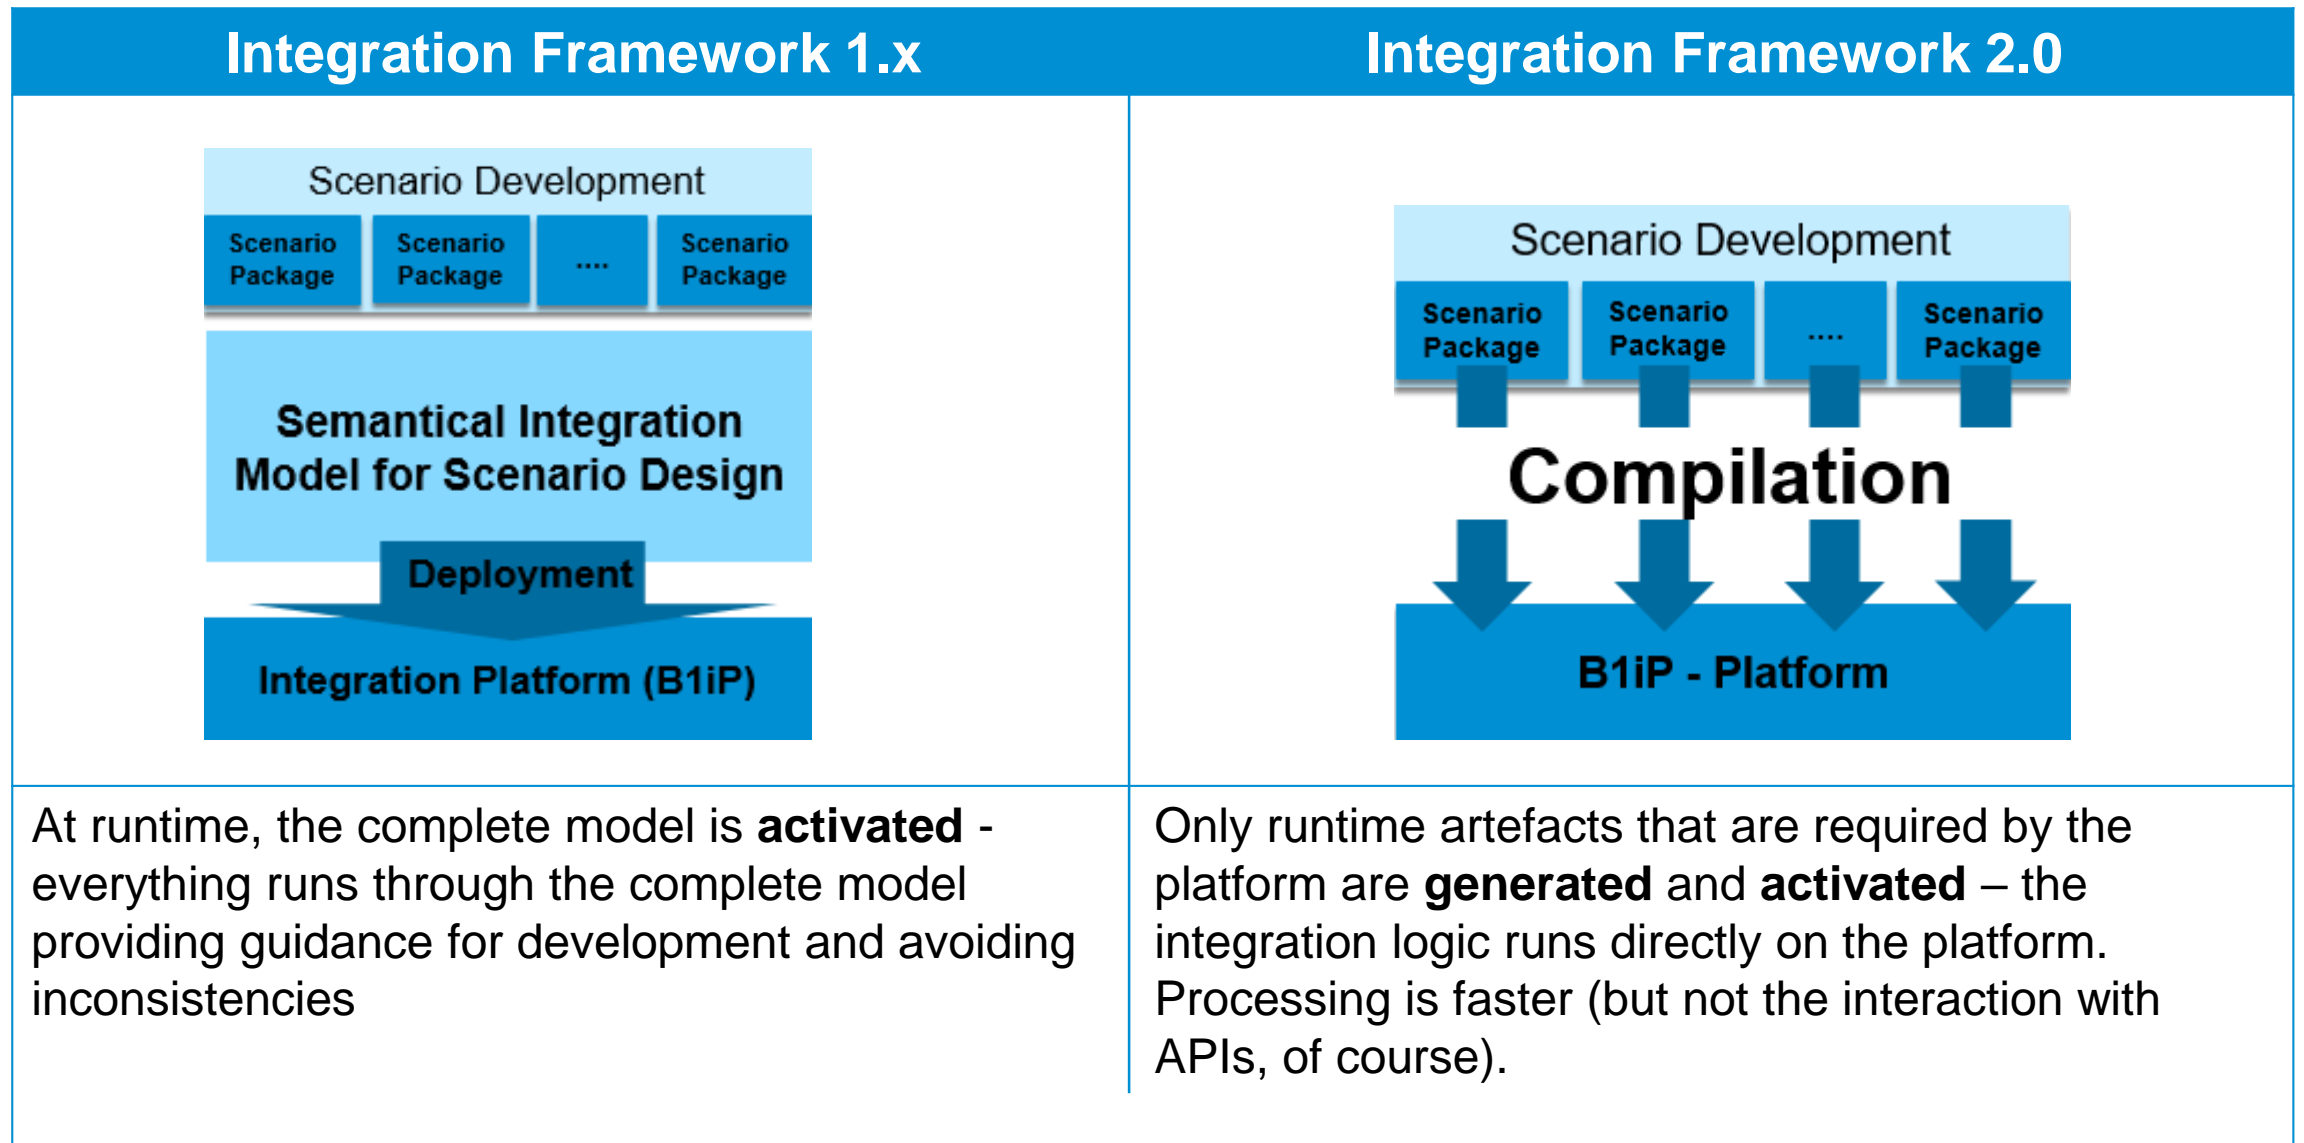 Integration Framework 1.x
Integration Framework 2.0
Scenario Development
Scenario
Package
Scenario
Package
....
Scenario
Package
Semantical Integration
Model for Scenario Design
Deployment
Integration Platform (B1iP)
Scenario Development
Scenario
Package
Scenario
Package
....
Scenario
Package
Compilation
B1iP - Platform
At runtime, the complete model is activated -
everything runs through the complete model
providing guidance for development and avoiding
inconsistencies
Only runtime artefacts that are required by the
platform are generated and activated – the
integration logic runs directly on the platform.
Processing is faster (but not the interaction with
APIs, of course).